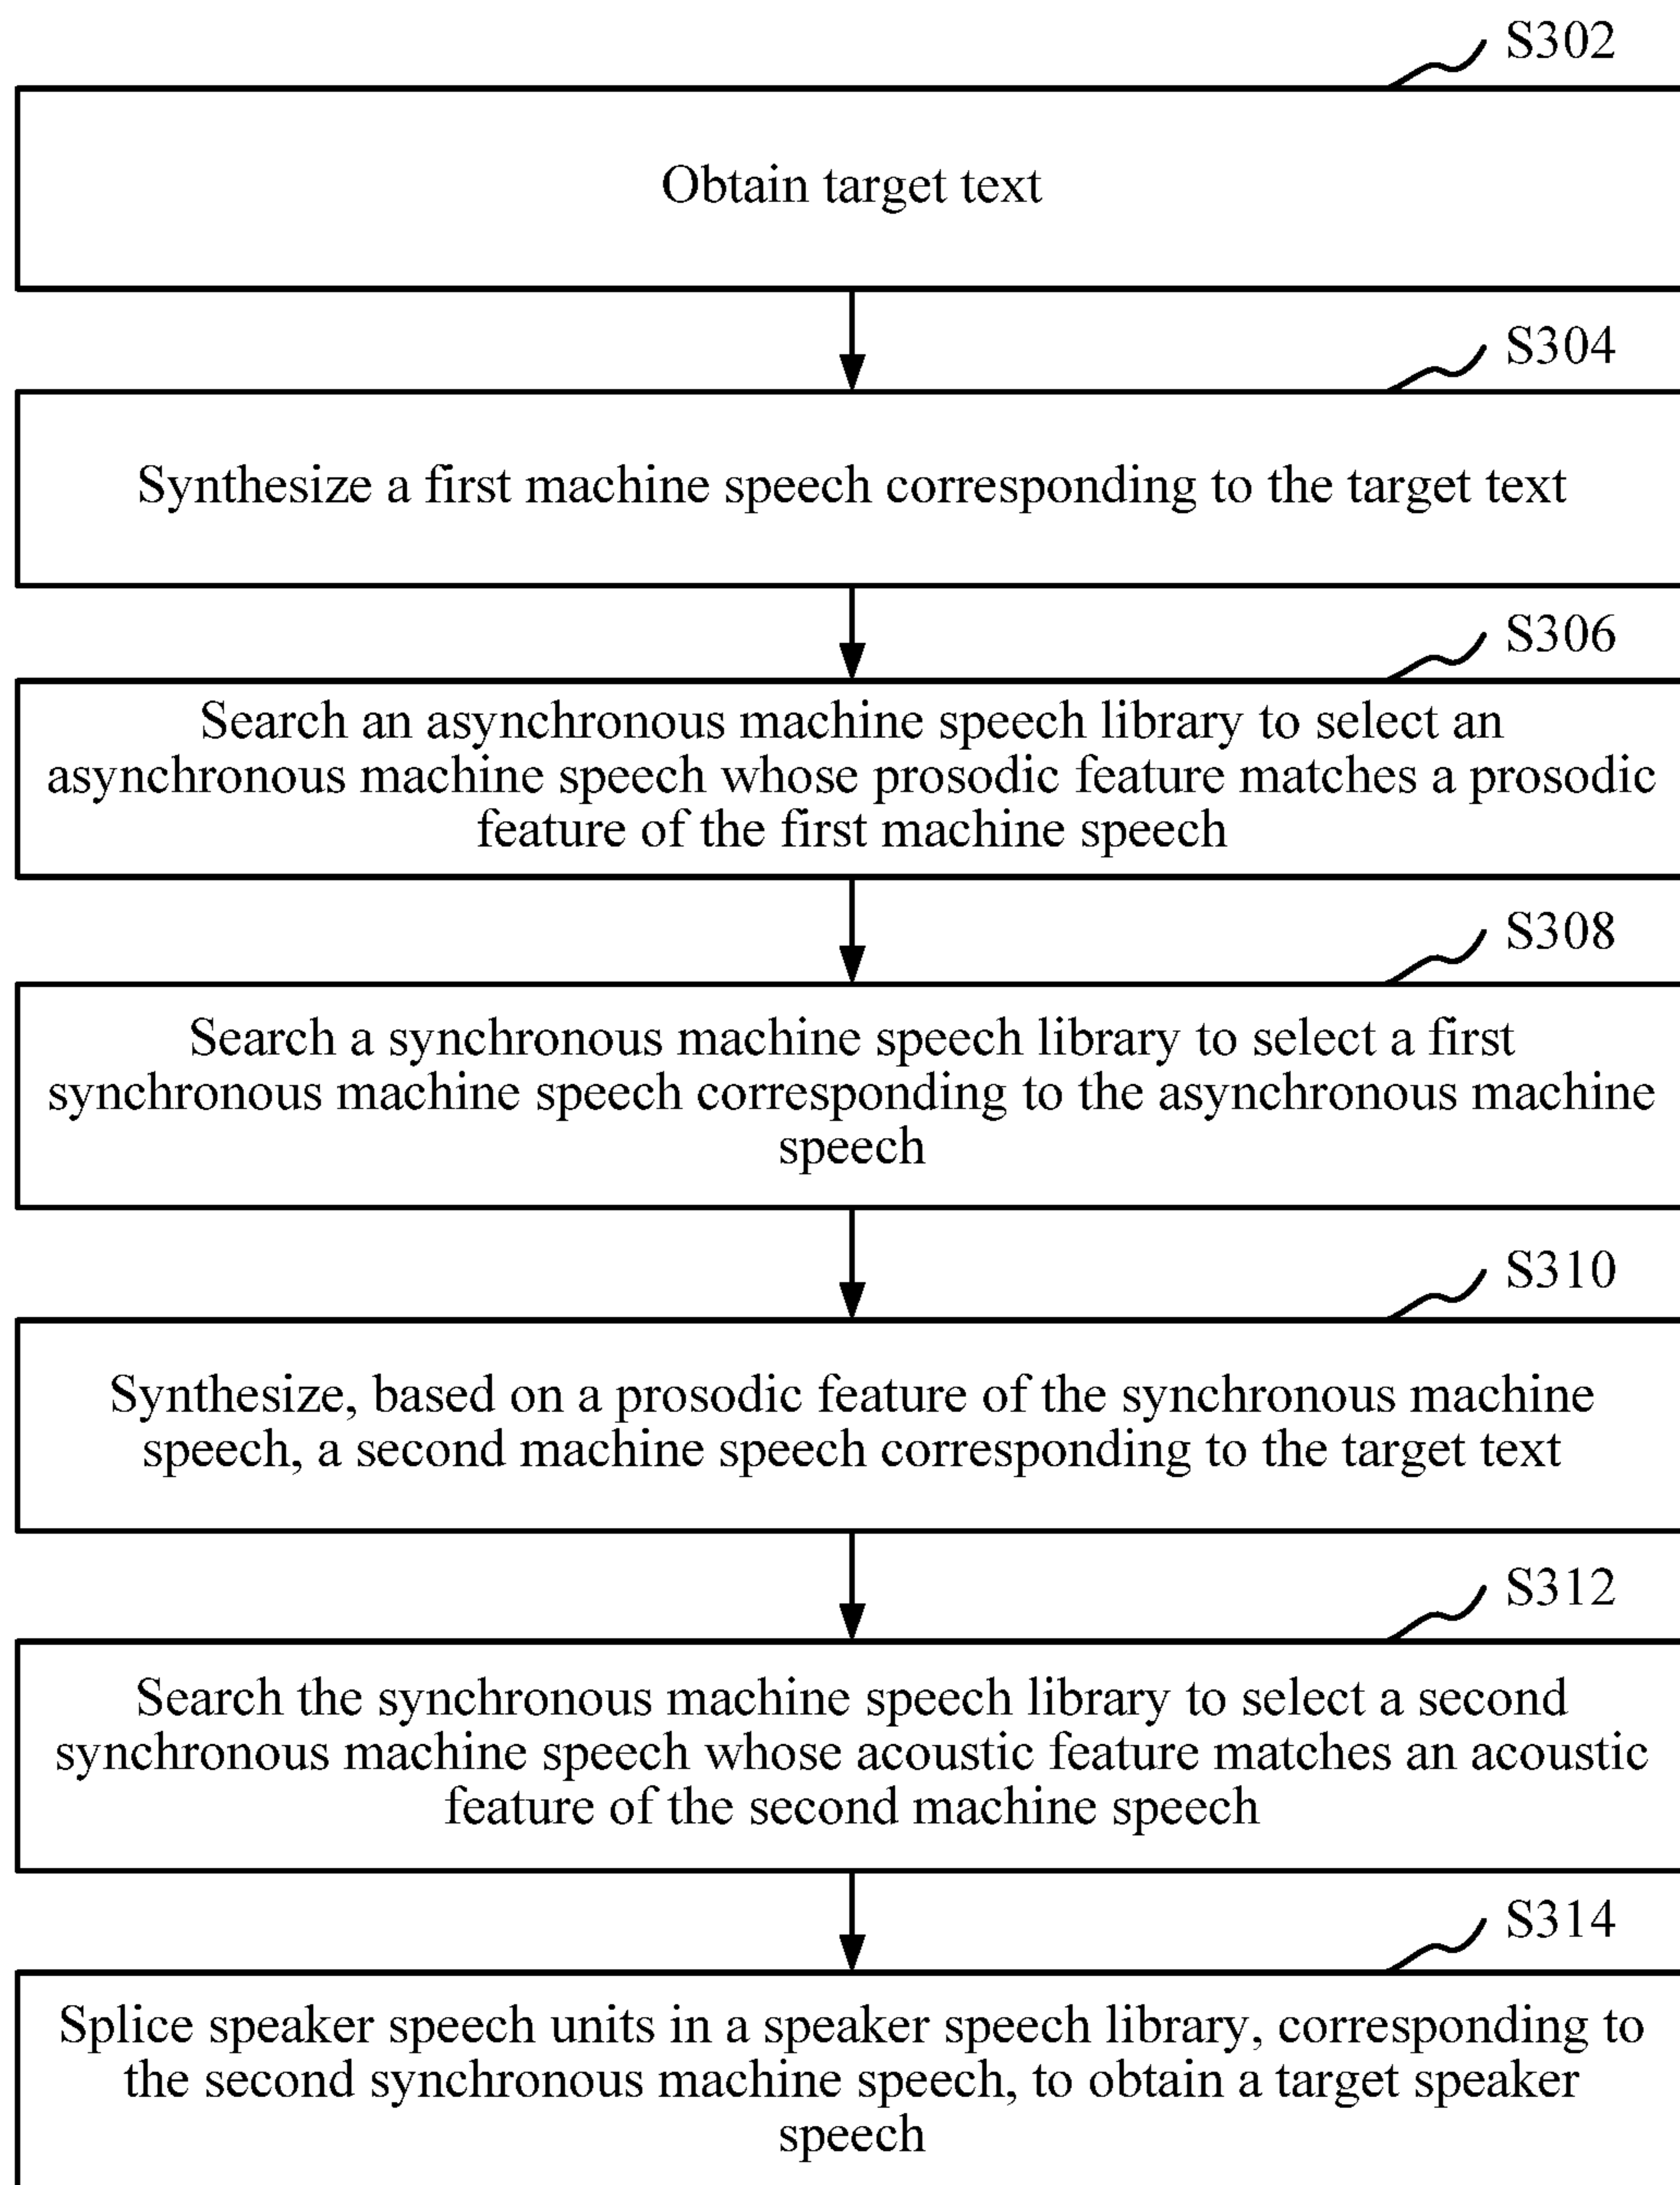 S302
Obtain target text
S304
Synthesize a first machine speech corresponding to the target text
S306
Search an asynchronous machine speech library to select an
asynchronous machine speech whose prosodic feature matches a prosodic
feature of the first machine speech
S308
Search a synchronous machine speech library to select a first
synchronous machine speech corresponding to the asynchronous machine
speech
S310
Synthesize, based on a prosodic feature of the synchronous machine
speech, a second machine speech corresponding to the target text
S312
Search the synchronous machine speech library to select a second
synchronous machine speech whose acoustic feature matches an acoustic
feature of the second machine speech
S314
Splice speaker speech units in a speaker speech library, corresponding to
the second synchronous machine speech, to obtain a target speaker
speech